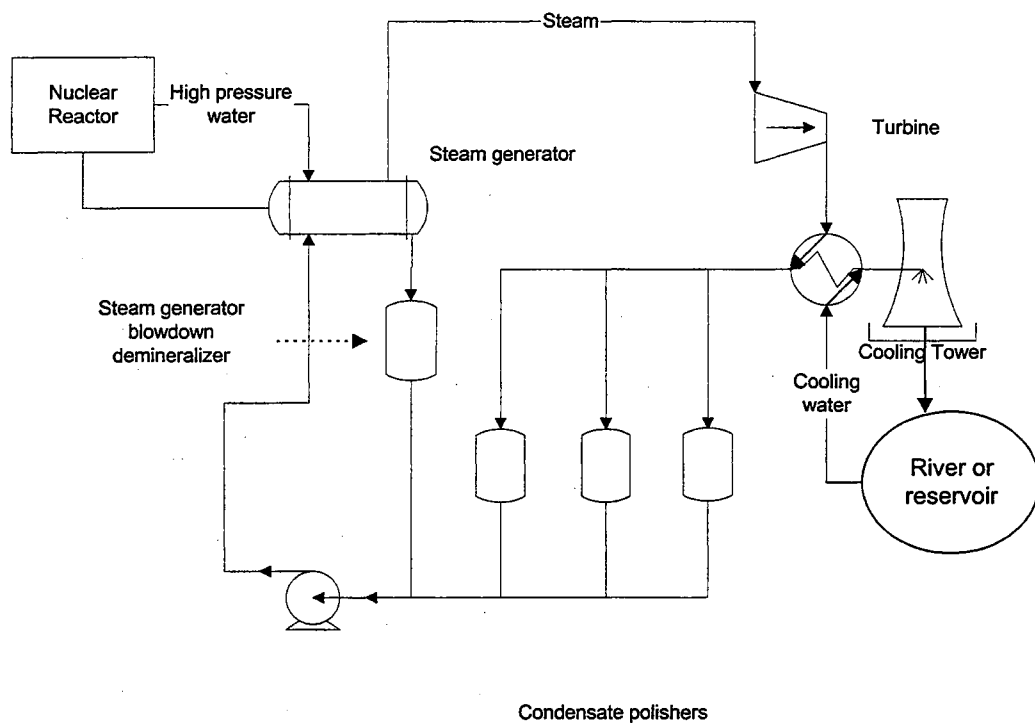 Steam
Nuclear
Reactor
High pressure
water
Turbine
Steam generator
Steam generator
blowdown
demineralizer
Cooling Tower
Cooling
water
River or
reservoir
Condensate polishers